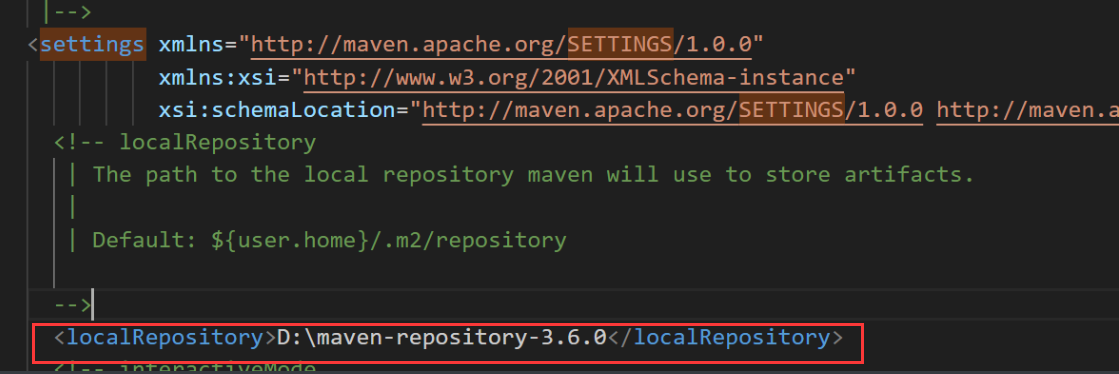 |-->
<settings xmlns="http://maven.apache.org/SETTINGS/1.0.0"
xmlns:xsi="http://www.w3.org/2001/XMLSchema-instance"
xsi:schemaLocation="http://maven.apache.org/SETTINGS/1.0.0 http://maven.a
<!-- localRepository
| The path to the local repository maven will use to store artifacts.
|
| Default: ${user.home}/.m2/repository
-->
<localRepository>D:\maven-repository-3.6.0</localRepository>
<!-- interactiveMode